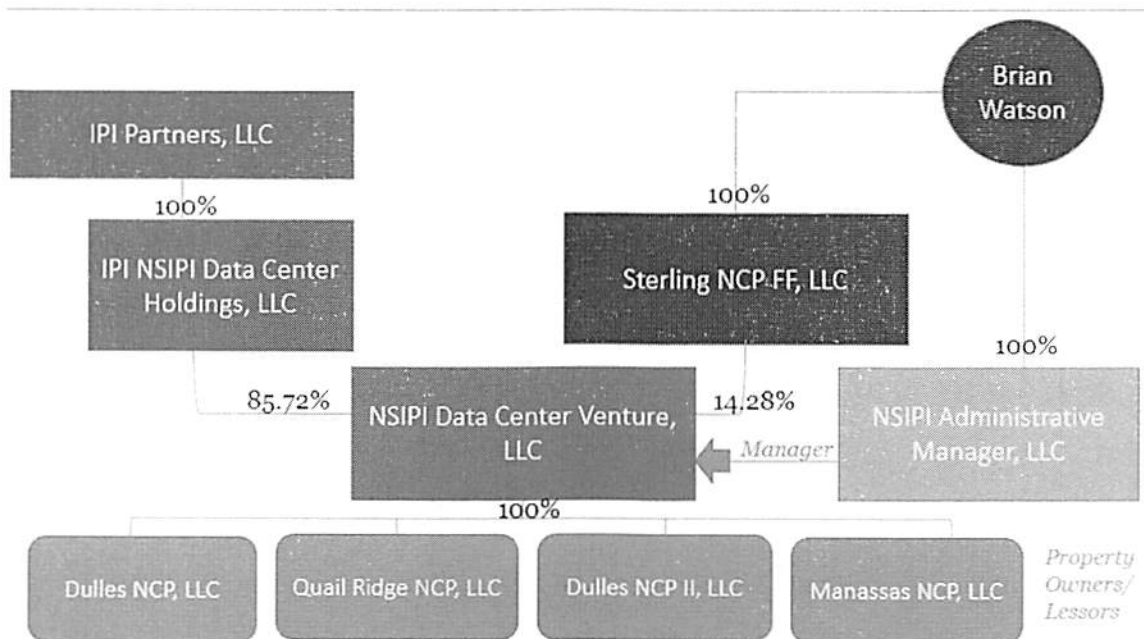 Brian
Watson
IPI Partners, LLC
100%
100%
IPI NSIPI Data Center
Holdings, LLC
Sterling NCP FF, LLC
100%
85.72%
NSIPI Data Center Venture,
LLC
14.28%
NSIPI Administrative
Manager, LLC
Manager
100%
Dulles NCP, LLC
Quail Ridge NCP, LLC
Dulles NCP II, LLC
Manassas NCP, LLC
Property
Owners/
Lessors